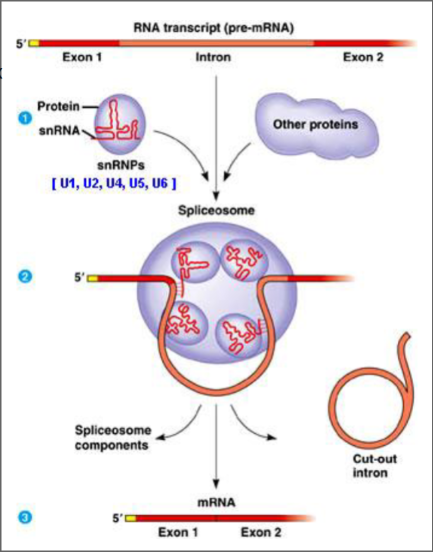 RNA transcript (pre-mRNA)
5'
Exon 1 Intron Exon 2
1
Protein
snRNA
snRNPs
[ U1, U2, U4, U5, U6 ]
Other proteins
Spliceosome
2
5'
Spliceosome
components
Cut-out
intron
mRNA
3
5'
Exon 1 Exon 2